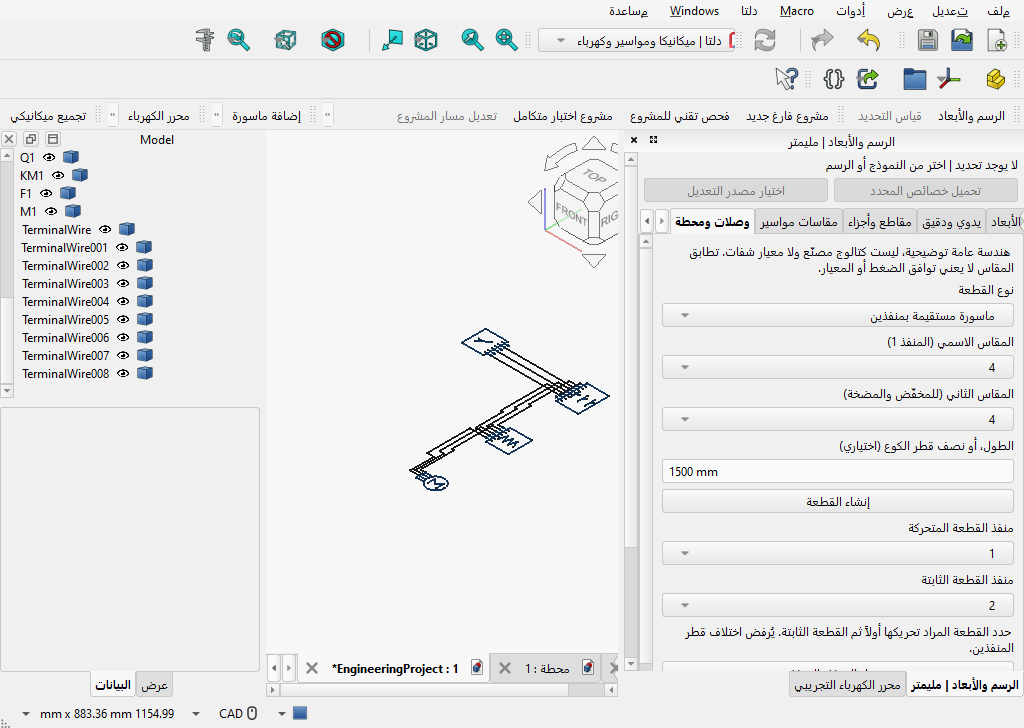 ملف تعديل عرض أدوات Macro دلتا Windows مساعدة
دلتا | ميكانيكا ومواسير وكهرباء
الرسم والأبعاد قياس التحديد مشروع فارغ جديد فحص تقني للمشروع مشروع اختبار متكامل تعديل مسار المشروع
إضافة ماسورة محرر الكهرباء تجميع ميكانيكي
الرسم والأبعاد | مليمتر
لا يوجد تحديد | اختر من النموذج أو الرسم
تحميل خصائص المحدد اختيار مصدر التعديل
الأبعاد يدوي ودقيق مقاطع وأجزاء مقاسات مواسير وصلات ومحطة
هندسة عامة توضيحية، ليست كتالوج مصنّع ولا معيار شفات. تطابق
المقاس لا يعني توافق الضغط أو المعيار.
نوع القطعة
ماسورة مستقيمة بمنفذين
المقاس الاسمي (المنفذ 1)
4
المقاس الثاني (للمخفّض والمضخة)
4
الطول، أو نصف قطر الكوع (اختياري)
1500 mm
إنشاء القطعة
منفذ القطعة المتحركة
1
منفذ القطعة الثابتة
2
حدد القطعة المراد تحريكها أولاً ثم القطعة الثابتة. يُرفض اختلاف قطر
المنفذين.
الرسم والأبعاد | مليمتر محرر الكهرباء التجريبي
TOP
FRONT
RIG
Y
M
محطة : 1
*EngineeringProject : 1
Model
Q1
KM1
F1
M1
TerminalWire
TerminalWire001
TerminalWire002
TerminalWire003
TerminalWire004
TerminalWire005
TerminalWire006
TerminalWire007
TerminalWire008
عرض البيانات
mm x 883.36 mm 1154.99
CAD